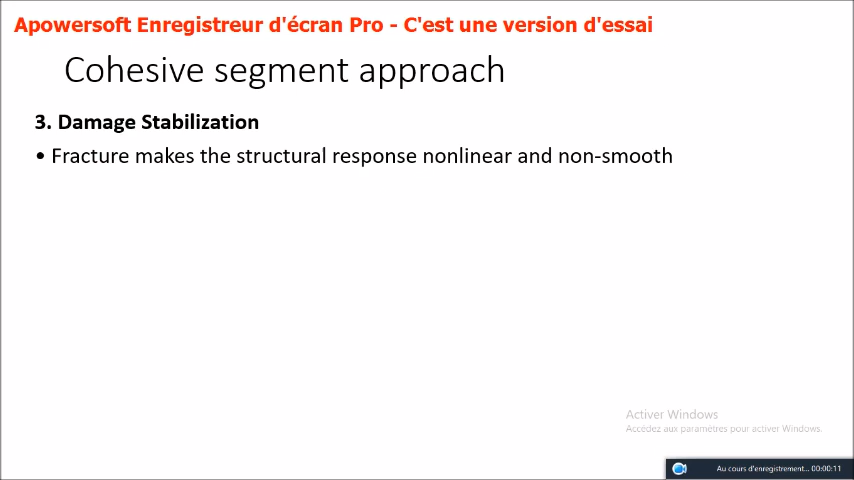 Apowersoft Enregistreur d'écran Pro - C'est une version d'essai
Cohesive segment approach
3. Damage Stabilization
• Fracture makes the structural response nonlinear and non-smooth
Activer Windows
Accédez aux paramètres pour activer Windows.
Au cours d'enregistrement... 00:00:11